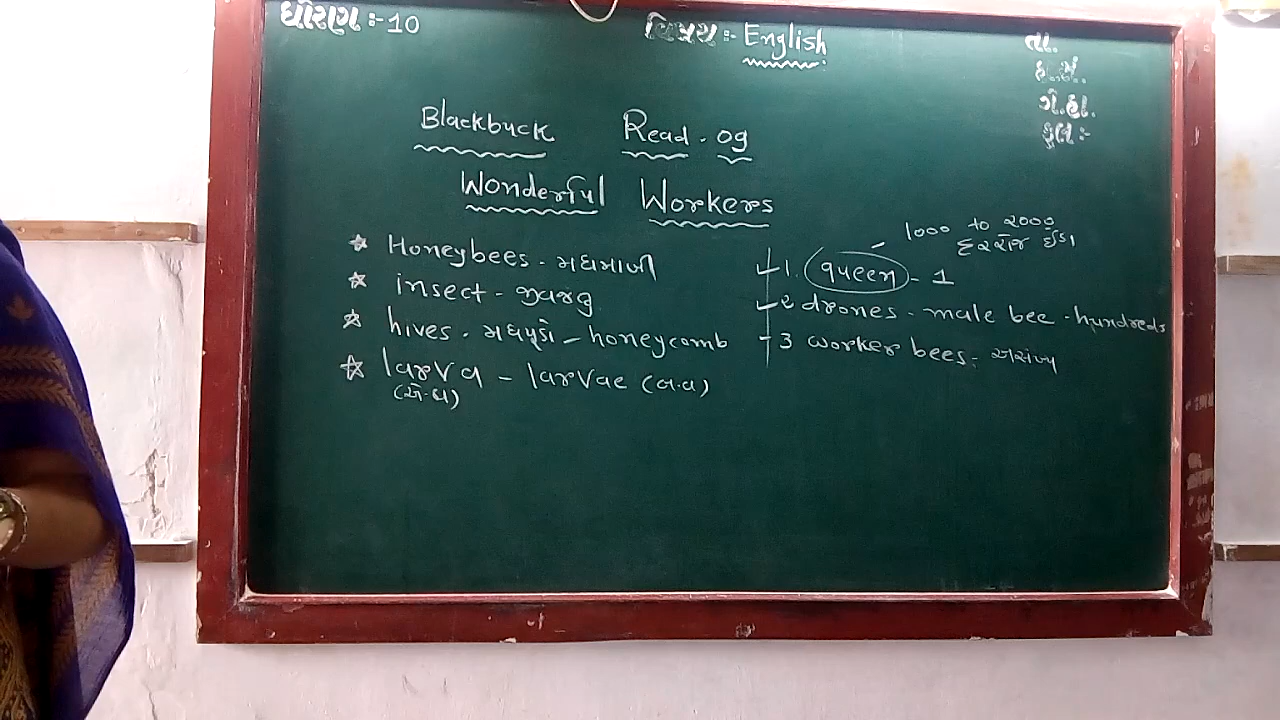 ધોરણ :- 10
વિષય :- English
તા.
ગે.હા.
કુલ :-
Blackbuck Read - 09
Wonderful Workers
☆ Honeybees - મધમાખી
☆ insect - જીવજંતુ
☆ hives - મધપૂડો - honeycomb
☆ larva - larvae (બ.વ)
(એ.વ)
1000 to 2000
દરરોજ ઈંડા
1. queen - 1
2 drones - male bee - hundreds
3 worker bees - અસંખ્ય